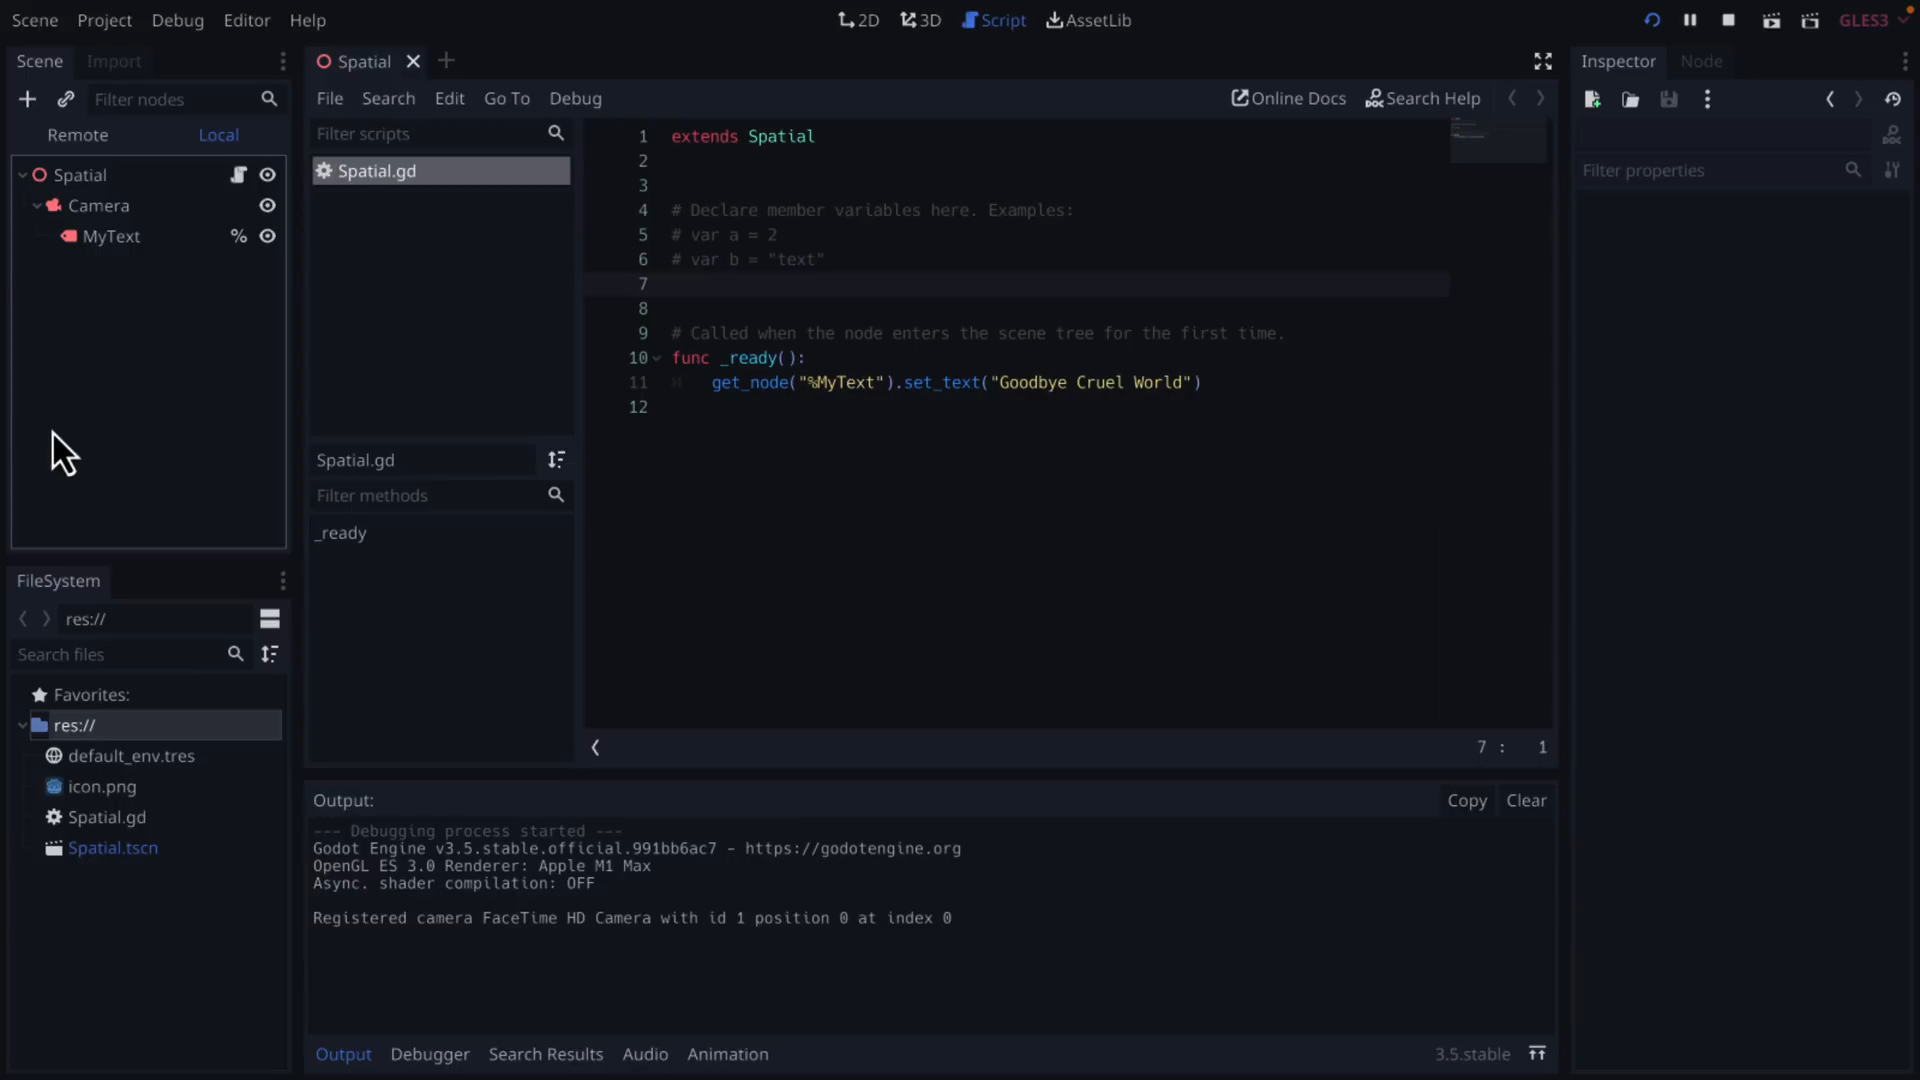 Scene Project Debug Editor Help
2D 3D Script AssetLib
GLES3
Scene Import
Filter nodes
Remote Local
Spatial
Camera
MyText %
Spatial
File Search Edit Go To Debug
Online Docs Search Help
Filter scripts
Spatial.gd
Spatial.gd
Filter methods
_ready
1 extends Spatial
2
3
4 # Declare member variables here. Examples:
5 # var a = 2
6 # var b = "text"
7
8
9 # Called when the node enters the scene tree for the first time.
10 func _ready():
11 get_node("%MyText").set_text("Goodbye Cruel World")
12
7 : 1
Inspector Node
DOC
Filter properties
FileSystem
res://
Search files
Favorites:
res://
default_env.tres
icon.png
Spatial.gd
Spatial.tscn
Output:
Copy Clear
--- Debugging process started ---
Godot Engine v3.5.stable.official.991bb6ac7 - https://godotengine.org
OpenGL ES 3.0 Renderer: Apple M1 Max
Async. shader compilation: OFF
Registered camera FaceTime HD Camera with id 1 position 0 at index 0
Output Debugger Search Results Audio Animation
3.5.stable